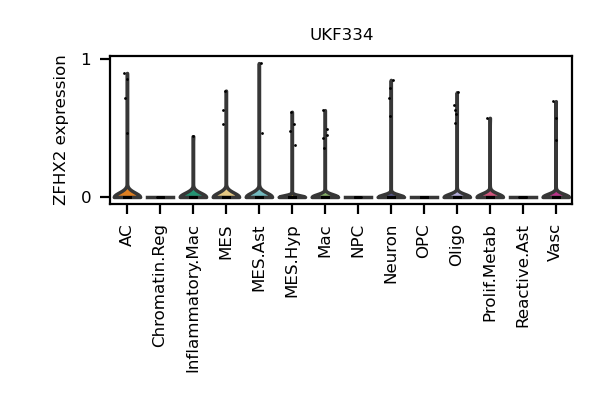 UKF334
ZFHX2 expression
1
0
AC
Chromatin.Reg
Inflammatory.Mac
MES
MES.Ast
MES.Hyp
Mac
NPC
Neuron
OPC
Oligo
Prolif.Metab
Reactive.Ast
Vasc